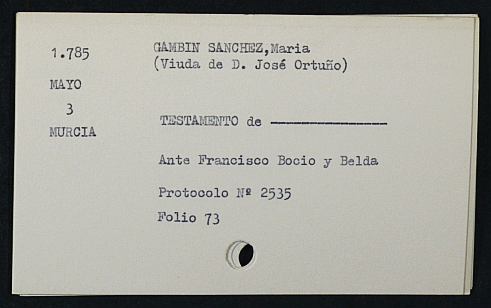 1.785
MAYO
3
MURCIA
GAMBIN SANCHEZ,Maria
(Viuda de D. José Ortuño)
TESTAMENTO de ----------------
Ante Francisco Bocio y Belda
Protocolo Nº 2535
Folio 73